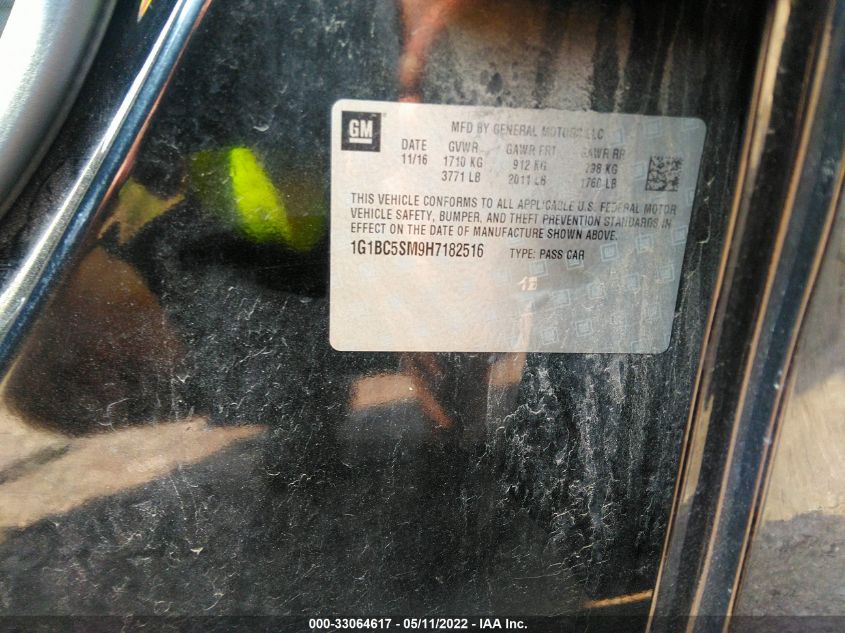 GM
MFD BY GENERAL MOTORS LLC
DATE GVWR GAWR FRT GAWR RR
11/16 1710 KG 912 KG 798 KG
3771 LB 2011 LB 1760 LB
THIS VEHICLE CONFORMS TO ALL APPLICABLE U.S. FEDERAL MOTOR
VEHICLE SAFETY, BUMPER, AND THEFT PREVENTION STANDARDS IN
EFFECT ON THE DATE OF MANUFACTURE SHOWN ABOVE.
1G1BC5SM9H7182516 TYPE: PASS CAR
000-33064617 - 05/11/2022 - IAA Inc.